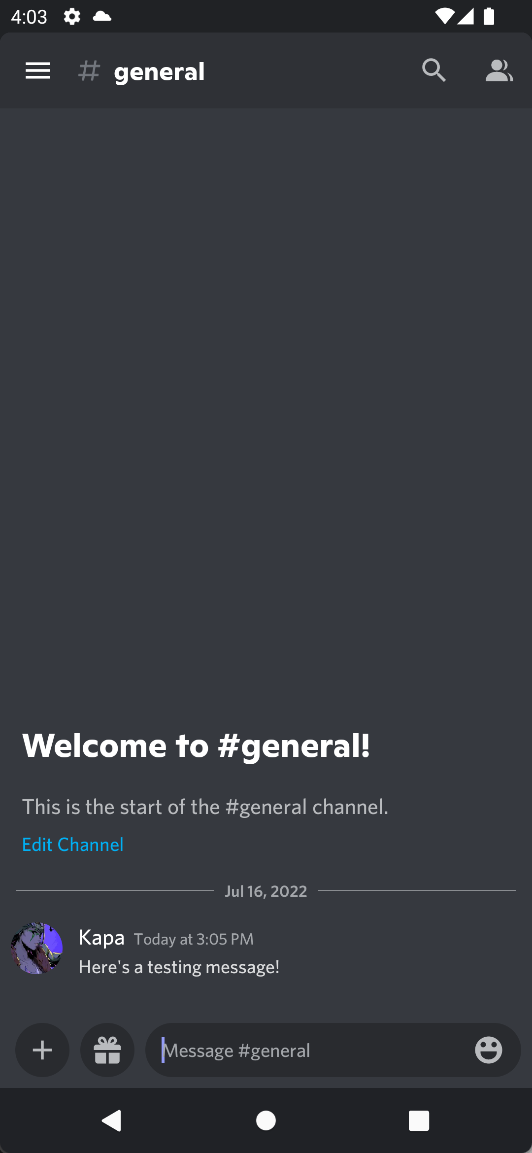 4:03
# general
Welcome to #general!
This is the start of the #general channel.
Edit Channel
Jul 16, 2022
Kapa Today at 3:05 PM
Here's a testing message!
Message #general